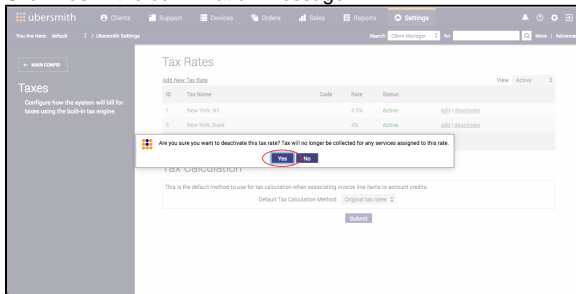 ubersmith Clients Support Devices Orders Sales Reports Settings
You Are Here: default / Ubersmith Settings Search Client Manager for More | Advanced
← MAIN CONFIG
Taxes
Configure how the system will bill for
taxes using the built-in tax engine.
Tax Rates
Add New Tax Rate View Active
ID Tax Name Code Rate Status
1 New York, NY 4.5% Active edit | deactivate
New York State 4% Active edit | deactivate
Are you sure you want to deactivate this tax rate? Tax will no longer be collected for any services assigned to this rate.
Yes No
Tax Calculation
This is the default method to use for tax calculation when associating invoice line items to account credits.
Default Tax Calculation Method Original tax rates
Submit